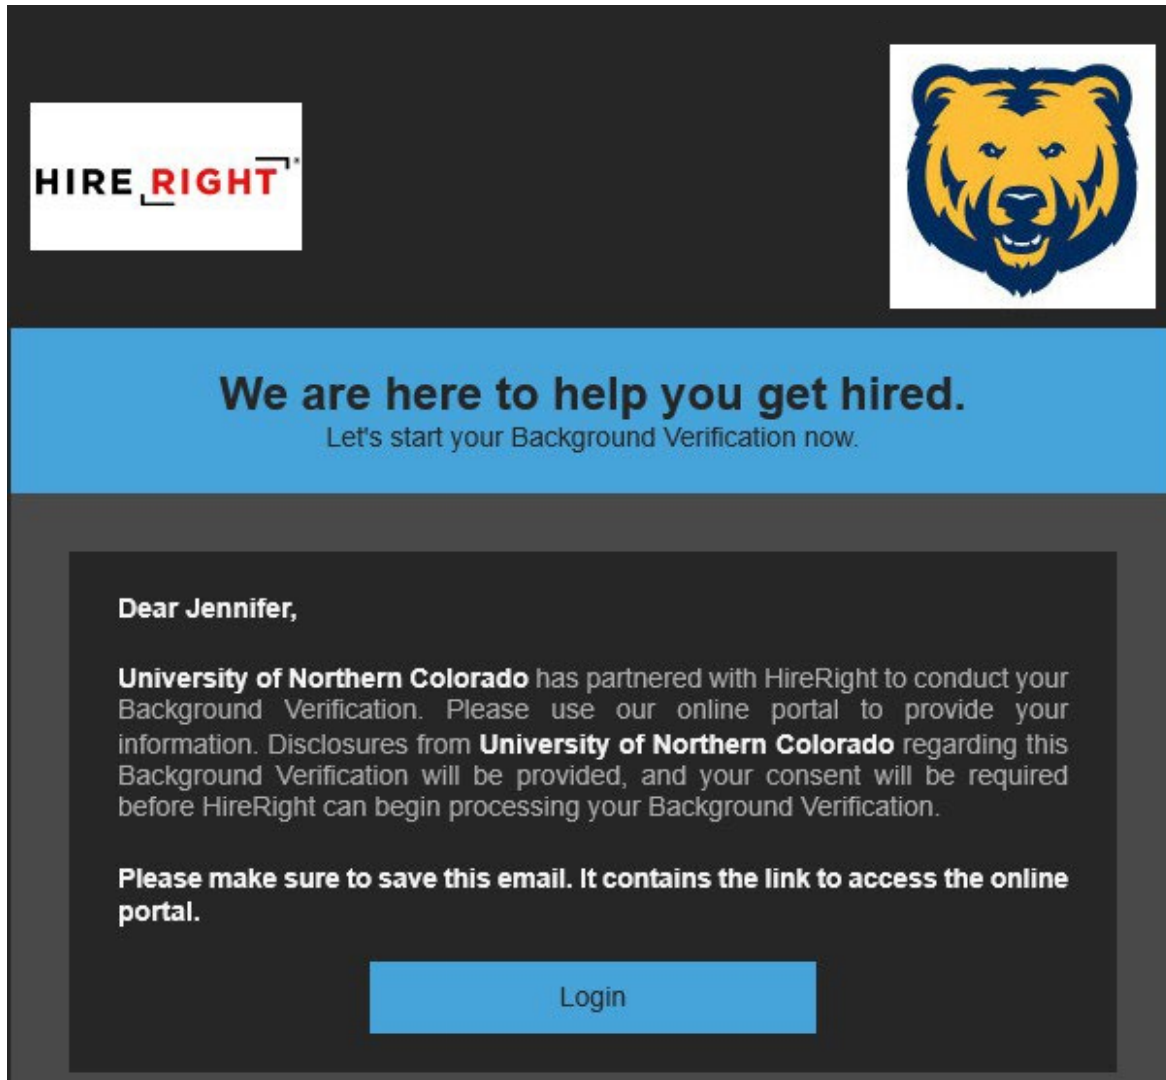 HIRE RIGHT
We are here to help you get hired.
Let's start your Background Verification now.
Dear Jennifer,
University of Northern Colorado has partnered with HireRight to conduct your
Background Verification. Please use our online portal to provide your
information. Disclosures from University of Northern Colorado regarding this
Background Verification will be provided, and your consent will be required
before HireRight can begin processing your Background Verification.
Please make sure to save this email. It contains the link to access the online
portal.
Login